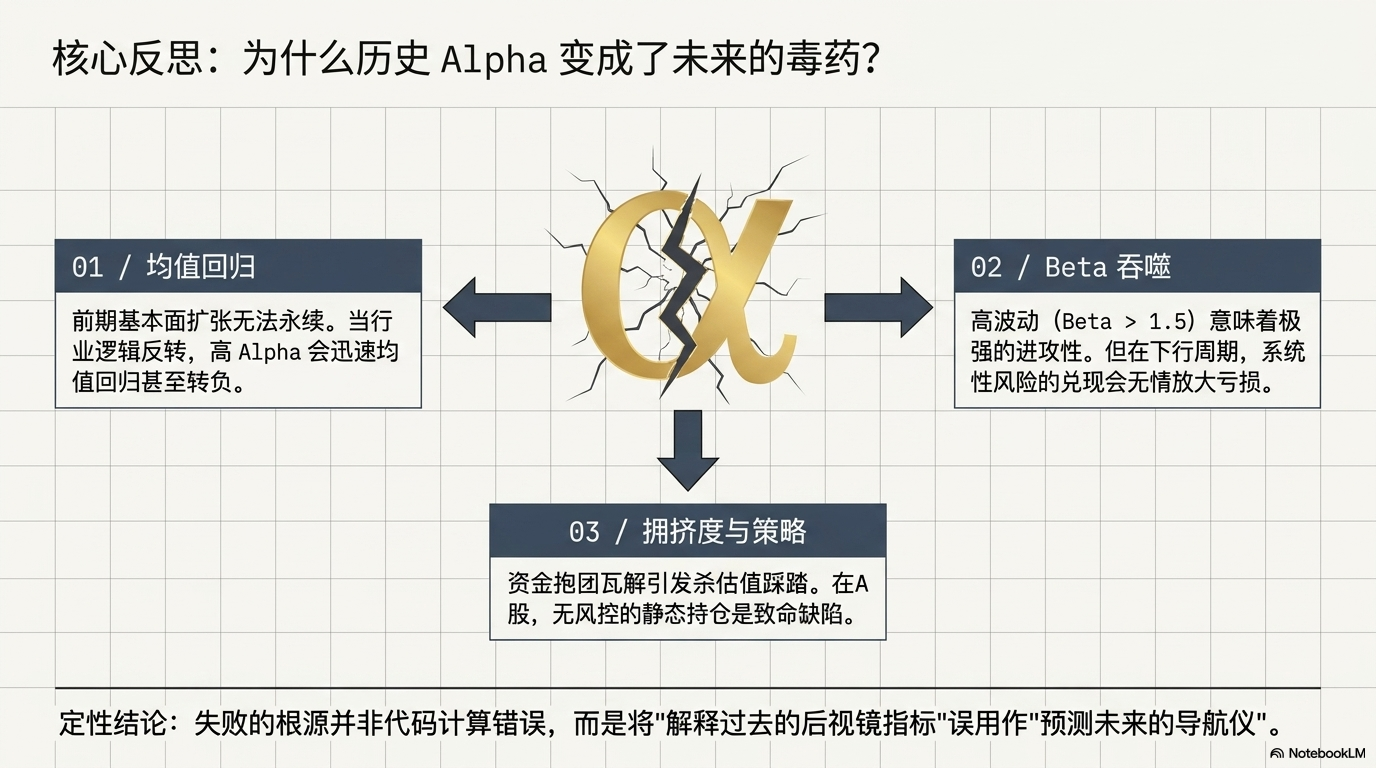 核心反思：为什么历史 Alpha 变成了未来的毒药？
01 / 均值回归
前期基本面扩张无法永续。当行
业逻辑反转，高 Alpha 会迅速均
值回归甚至转负。
α
02 / Beta 吞噬
高波动（Beta > 1.5）意味着极
强的进攻性。但在下行周期，系统
性风险的兑现会无情放大亏损。
03 / 拥挤度与策略
资金抱团瓦解引发杀估值踩踏。在A
股，无风控的静态持仓是致命缺陷。
定性结论：失败的根源并非代码计算错误，而是将"解释过去的后视镜指标"误用作"预测未来的导航仪"。
NotebookLM